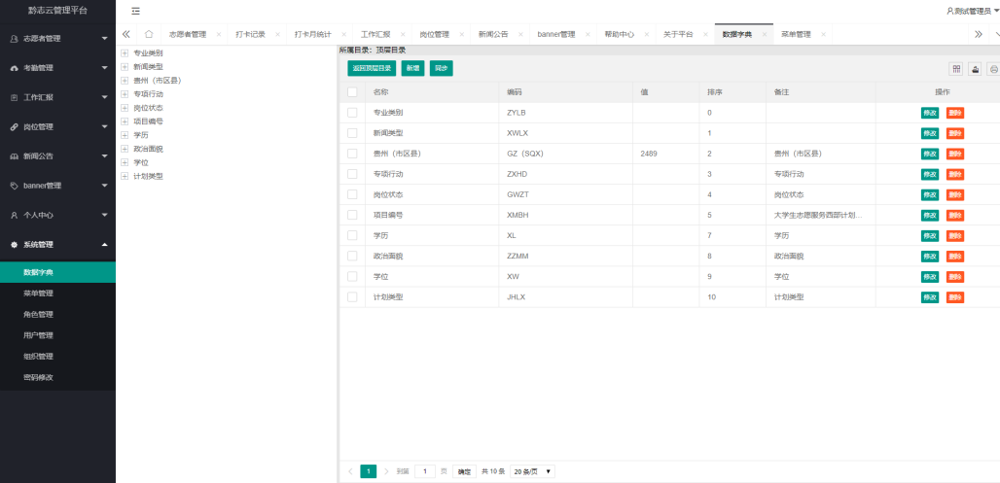 黔志云管理平台
测试管理员
志愿者管理
打卡记录
打卡月统计
工作汇报
岗位管理
新闻公告
banner管理
帮助中心
关于平台
数据字典
菜单管理
志愿者管理
考勤管理
工作汇报
岗位管理
新闻公告
banner管理
个人中心
系统管理
数据字典
菜单管理
角色管理
用户管理
组织管理
密码修改
专业类别
新闻类型
贵州（市区县）
专项行动
岗位状态
项目编号
学历
政治面貌
学位
计划类型
所属目录：顶层目录
返回顶层目录 新增 同步
名称 编码 值 排序 备注 操作
专业类别 ZYLB 0 修改 删除
新闻类型 XWLX 1 修改 删除
贵州（市区县） GZ（SQX） 2489 2 贵州（市区县） 修改 删除
专项行动 ZXHD 3 专项行动 修改 删除
岗位状态 GWZT 4 岗位状态 修改 删除
项目编号 XMBH 5 大学生志愿服务西部计划... 修改 删除
学历 XL 7 学历 修改 删除
政治面貌 ZZMM 8 政治面貌 修改 删除
学位 XW 9 学位 修改 删除
计划类型 JHLX 10 计划类型 修改 删除
1 到第 1 页 确定 共 10 条 20 条/页